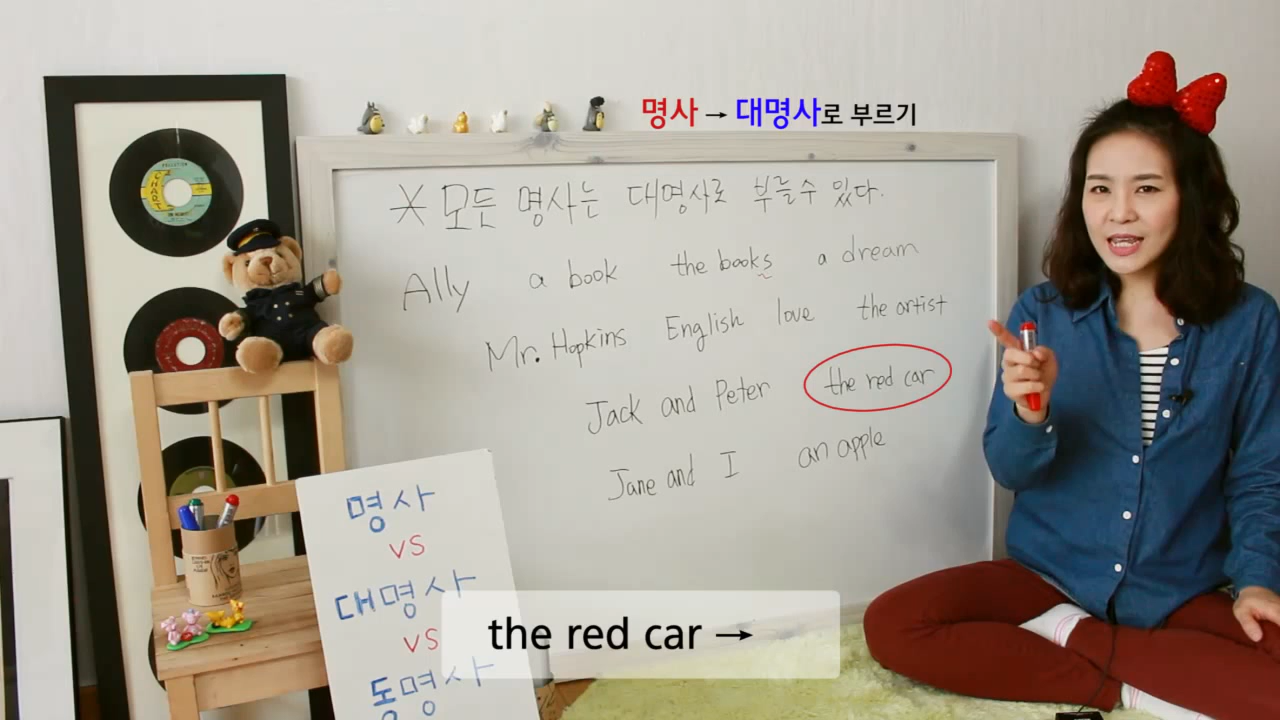 명사 → 대명사로 부르기
* 모든 명사는 대명사로 부를 수 있다.
Ally a book the books a dream
Mr. Hopkins English love the artist
Jack and Peter the red car
Jane and I an apple
명사
vs
대명사
vs
동명사
the red car →
CHART